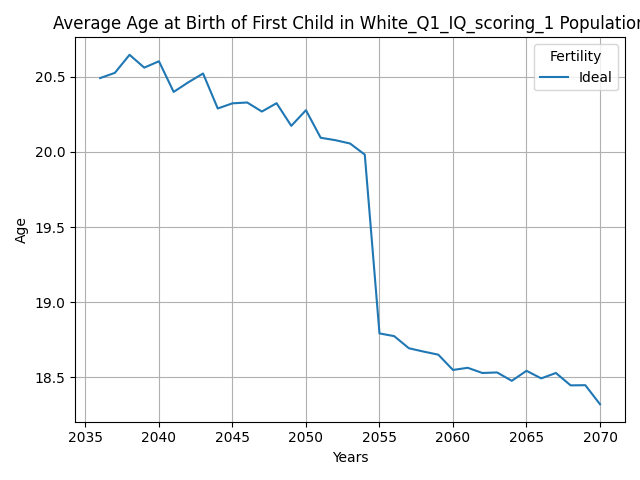 Average Age at Birth of First Child in White_Q1_IQ_scoring_1 Population
Fertility
Ideal
20.5
20.0
19.5
19.0
18.5
Age
2035 2040 2045 2050 2055 2060 2065 2070
Years